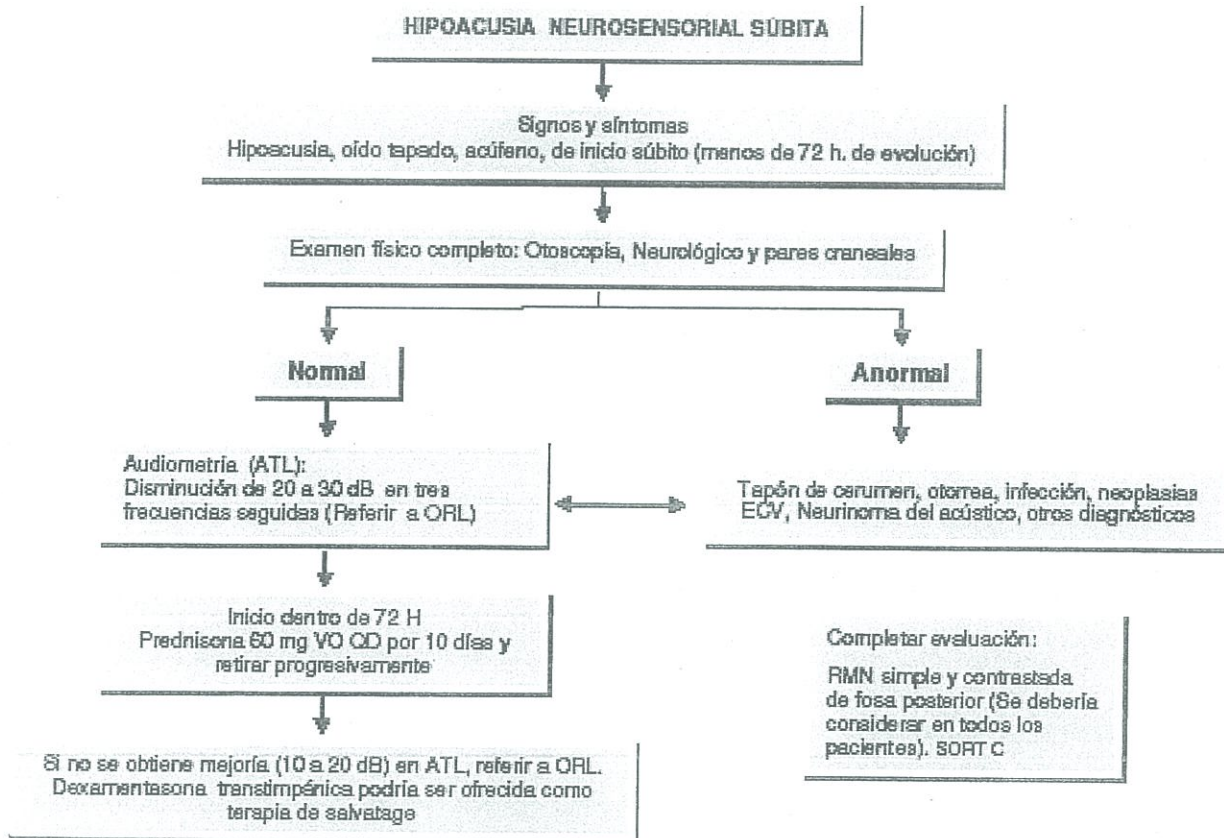 HIPOACUSIA NEUROSENSORIAL SÚBITA
Signos y síntomas
Hipoacusia, oído tapado, acúfeno, de inicio súbito (menos de 72 h. de evolución)
Examen físico completo: Otoscopía, Neurológico y pares craneales
Normal
Anormal
Audiometría (ATL):
Disminución de 20 a 30 dB en tres
frecuencias seguidas (Referir a ORL)
Tapón de cerumen, otorrea, infección, neoplasias
ECV, Neurinoma del acústico, otros diagnósticos
Inicio dentro de 72 H
Prednisona 60 mg VO QD por 10 días y
retirar progresivamente
Completar evaluación:
RMN simple y contrastada
de fosa posterior (Se debería
considerar en todos los
pacientes). SORT C
Si no se obtiene mejoría (10 a 20 dB) en ATL, referir a ORL.
Dexamentasona transtimpánica podría ser ofrecida como
terapia de salvatage